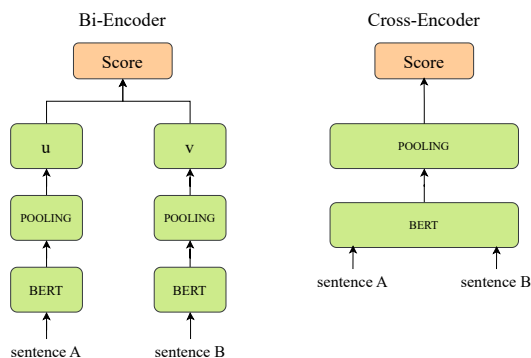 Bi-Encoder
Score
u
v
POOLING
POOLING
BERT
BERT
sentence A
sentence B
Cross-Encoder
Score
POOLING
BERT
sentence A
sentence B